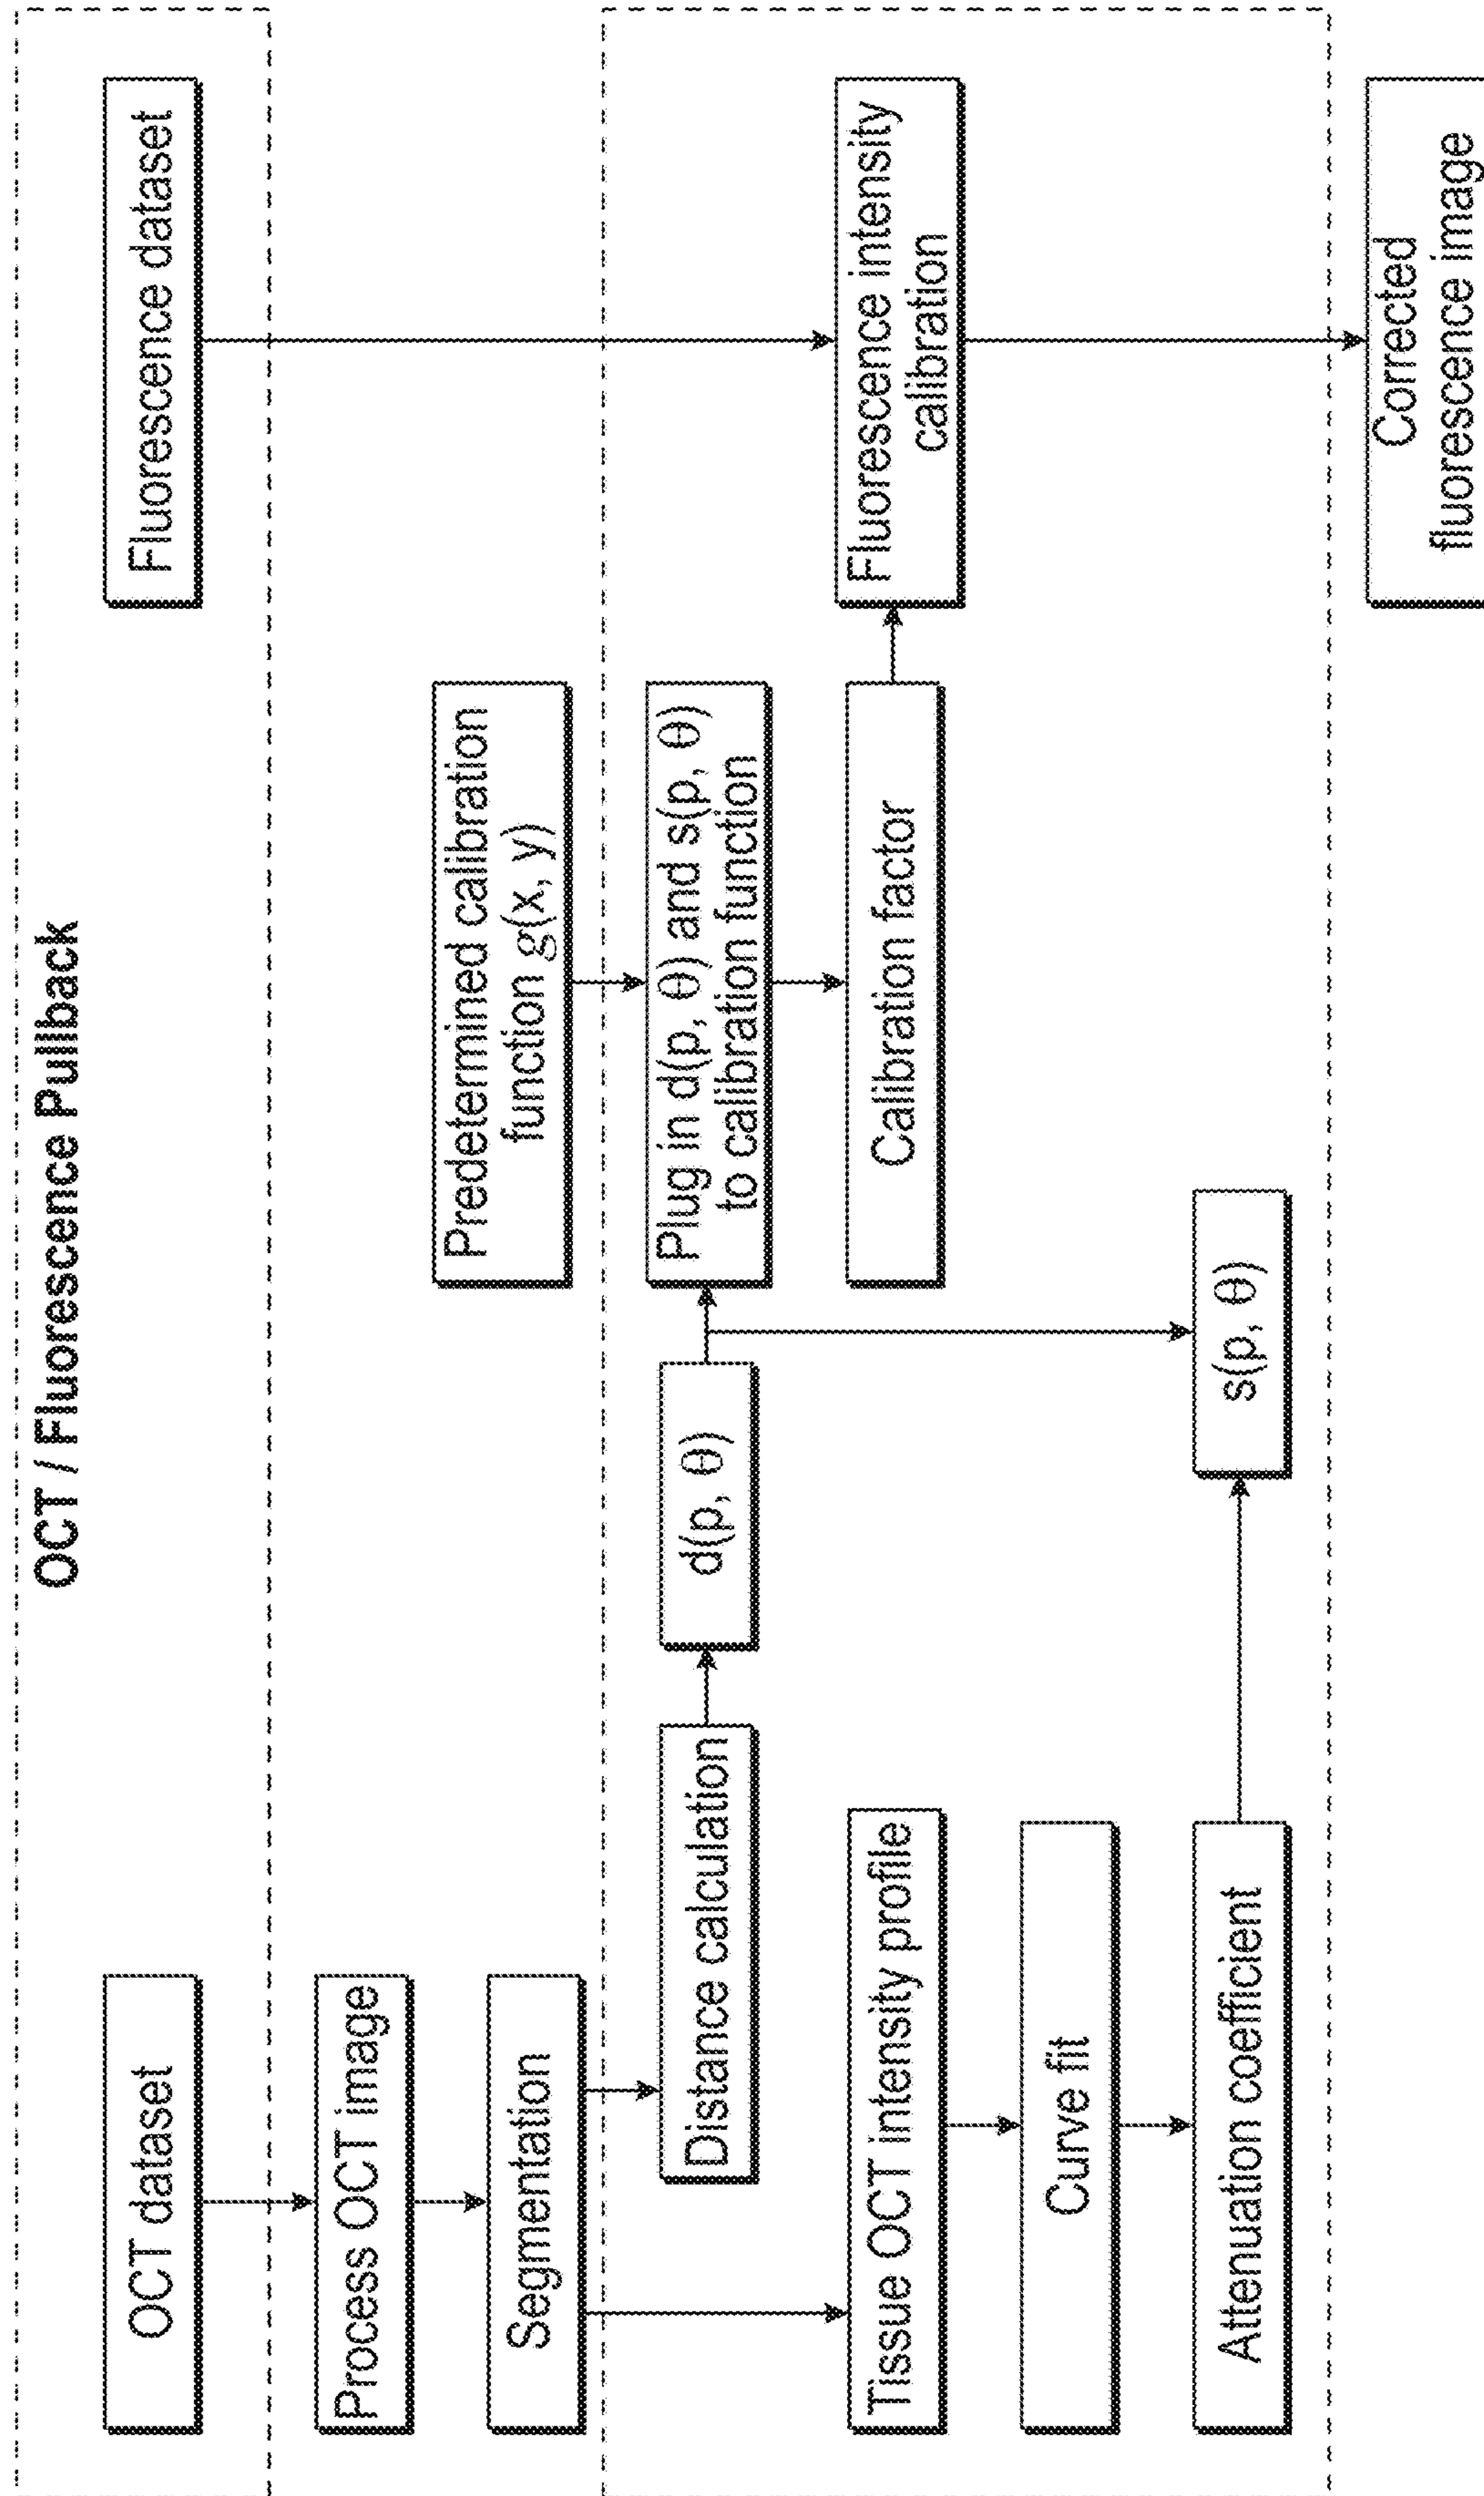 OCT / Fluorescence Pullback
OCT dataset
Fluorescence dataset
Process OCT image
Segmentation
Predetermined calibration
function g(x, y)
Distance calculation
d(p, θ)
Plug in d(p, θ) and s(p, θ)
to calibration function
Tissue OCT intensity profile
Calibration factor
Fluorescence intensity
calibration
Curve fit
Attenuation coefficient
s(p, θ)
Corrected
fluorescence image